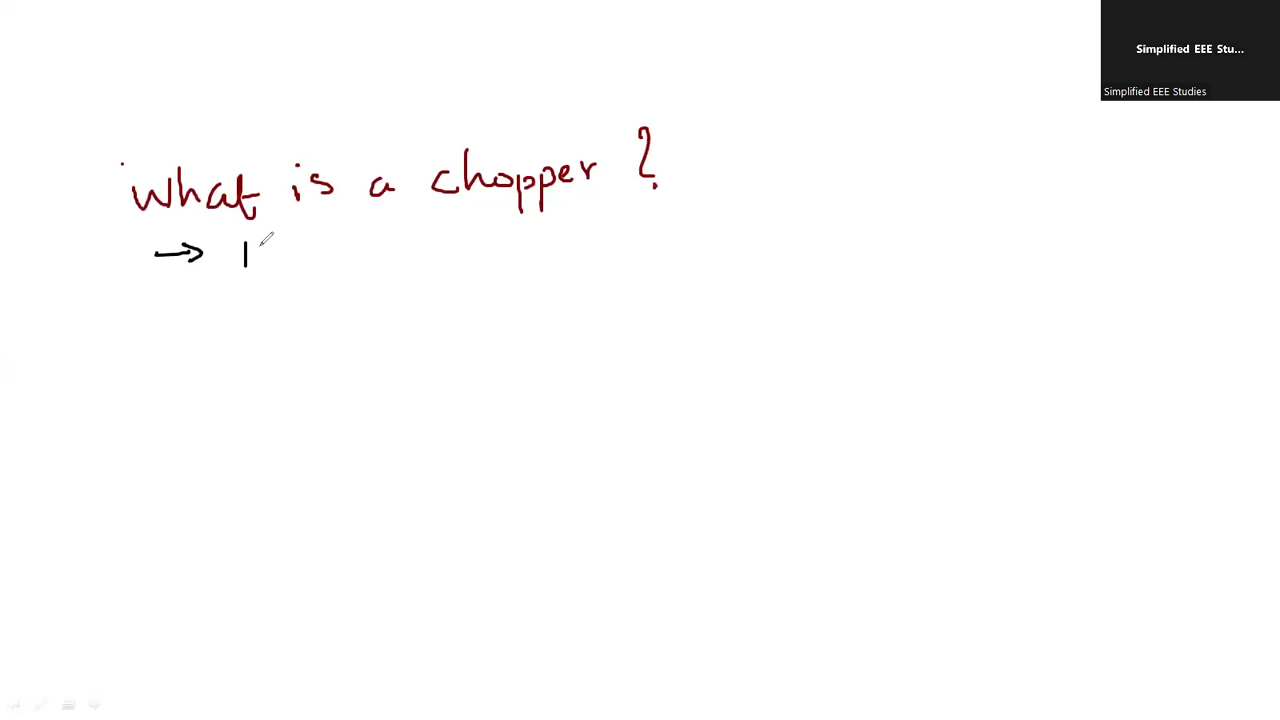 Simplified EEE Stu...
Simplified EEE Studies
What is a chopper ?
→ I